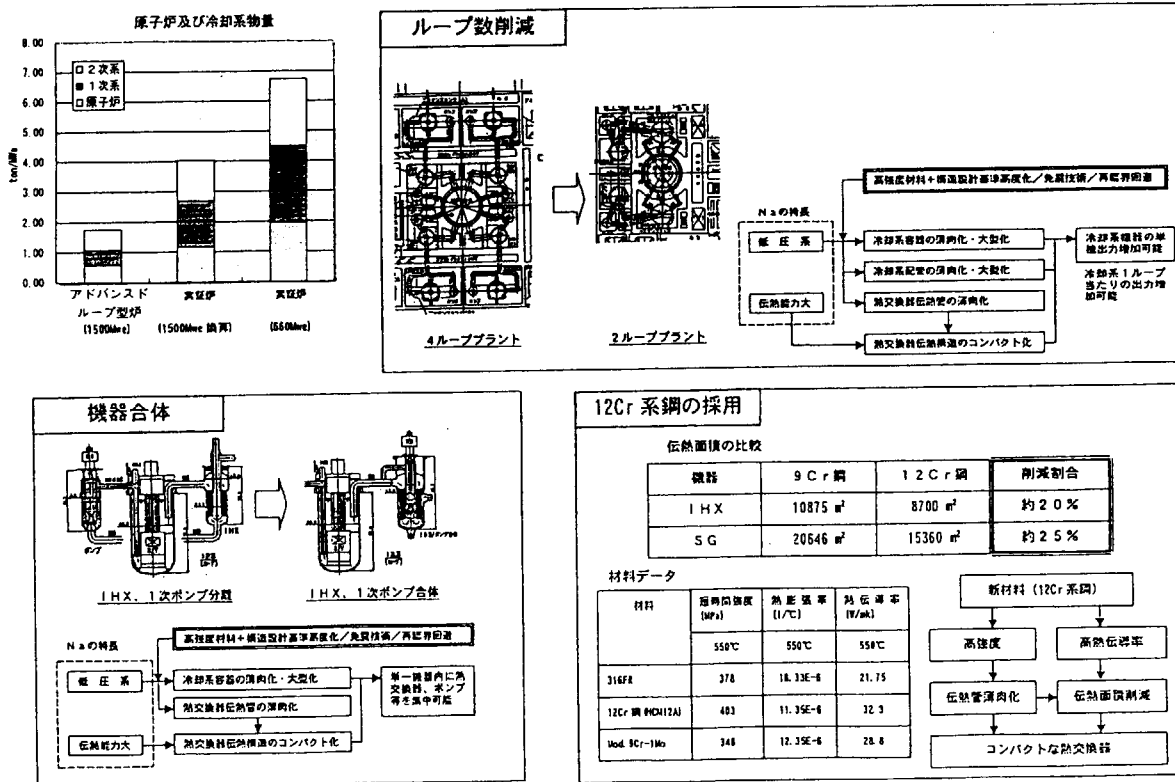 原子炉及び冷却系物量
8.00
7.00
6.00
5.00
4.00
3.00
2.00
1.00
0.00
ton/MWe
２次系
１次系
原子炉
アドバンスド
ループ型炉
(1500Mwe)
実証炉
(1500Mwe 換算)
実証炉
(660Mwe)
ループ数削減
4ループプラント
2ループプラント
高強度材料＋構造設計基準高度化／免震技術／再臨界回避
Ｎａの特長
低圧系
伝熱能力大
冷却系容器の薄肉化・大型化
冷却系配管の薄肉化・大型化
熱交換器伝熱管の薄肉化
熱交換器伝熱構造のコンパクト化
冷却系機器の単
機出力増加可能
冷却系１ループ
当たりの出力増
加可能
機器合体
ポンプ
ＩＨＸ
ＩＨＸ、１次ポンプ分離
ＩＨＸ、１次ポンプ合体
高強度材料＋構造設計基準高度化／免震技術／再臨界回避
Ｎａの特長
低圧系
伝熱能力大
冷却系容器の薄肉化・大型化
熱交換器伝熱管の薄肉化
熱交換器伝熱構造のコンパクト化
単一機器内に熱
交換器、ポンプ
等を集中可能
12Cr 系鋼の採用
伝熱面積の比較
機器 ９Cr鋼 １２Cr鋼 削減割合
ＩＨＸ 10875 ㎡ 8700 ㎡ 約２０％
ＳＧ 20646 ㎡ 15360 ㎡ 約２５％
材料データ
材料 短時間強度 熱膨張率 熱伝導率
(MPa) (1/℃) (W/mk)
550℃ 550℃ 550℃
316FR 378 18.33E-6 21.75
12Cr 鋼 (HCM12A) 403 11.35E-6 32.3
Mod. 9Cr-1Mo 346 12.35E-6 28.8
新材料（12Cr系鋼）
高強度
高熱伝導率
伝熱管薄肉化
伝熱面積削減
コンパクトな熱交換器